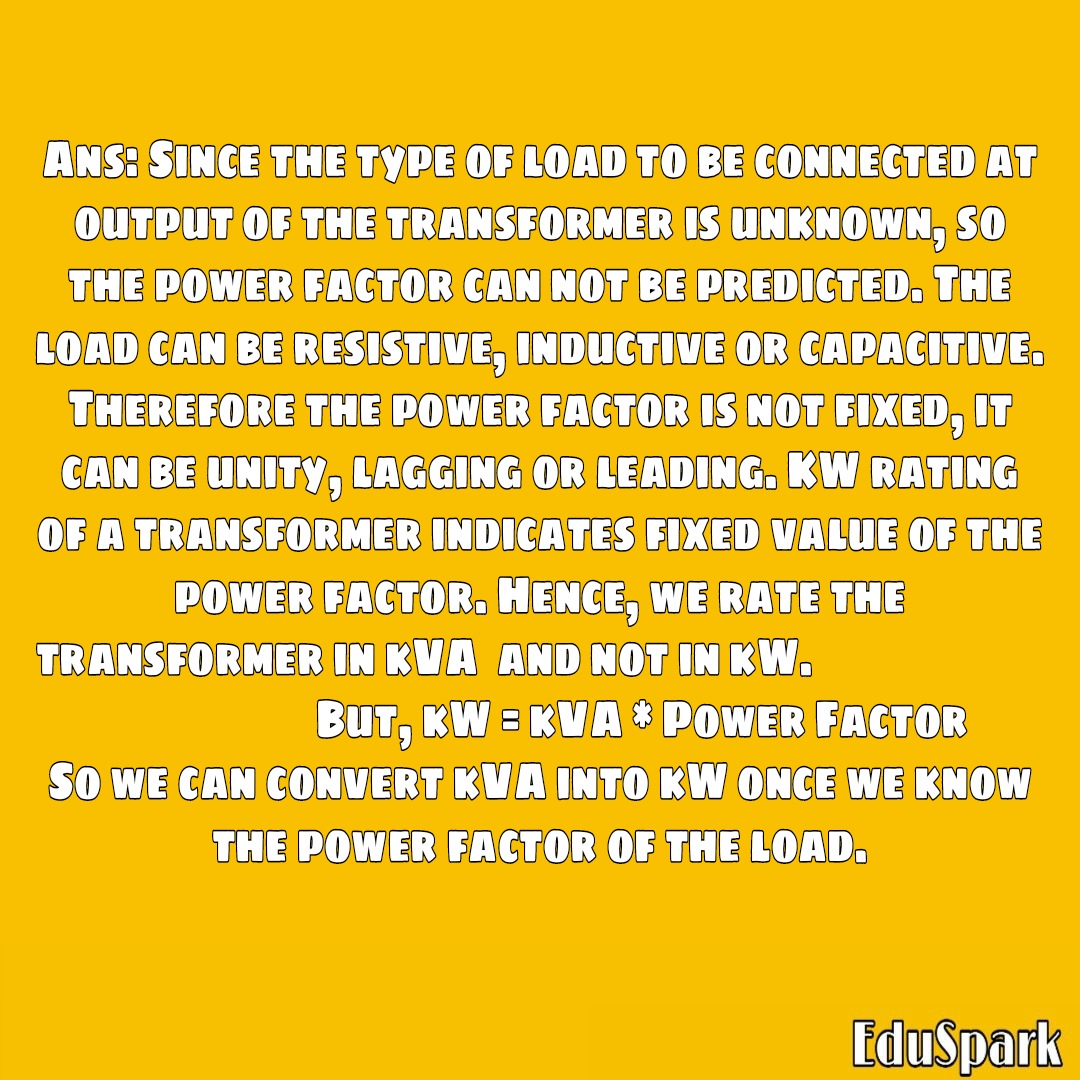 Ans: Since the type of load to be connected at
output of the transformer is unknown, so
the power factor can not be predicted. The
load can be resistive, inductive or capacitive.
Therefore the power factor is not fixed, it
can be unity, lagging or leading. KW rating
of a transformer indicates fixed value of the
power factor. Hence, we rate the
transformer in kVA and not in kW.
But, kW = kVA * Power Factor
So we can convert kVA into kW once we know
the power factor of the load.
EduSpark